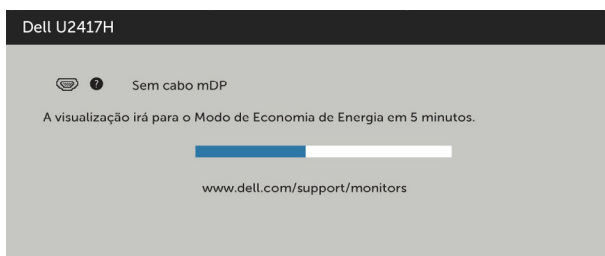 Dell U2417H
? Sem cabo mDP
A visualização irá para o Modo de Economia de Energia em 5 minutos.
www.dell.com/support/monitors